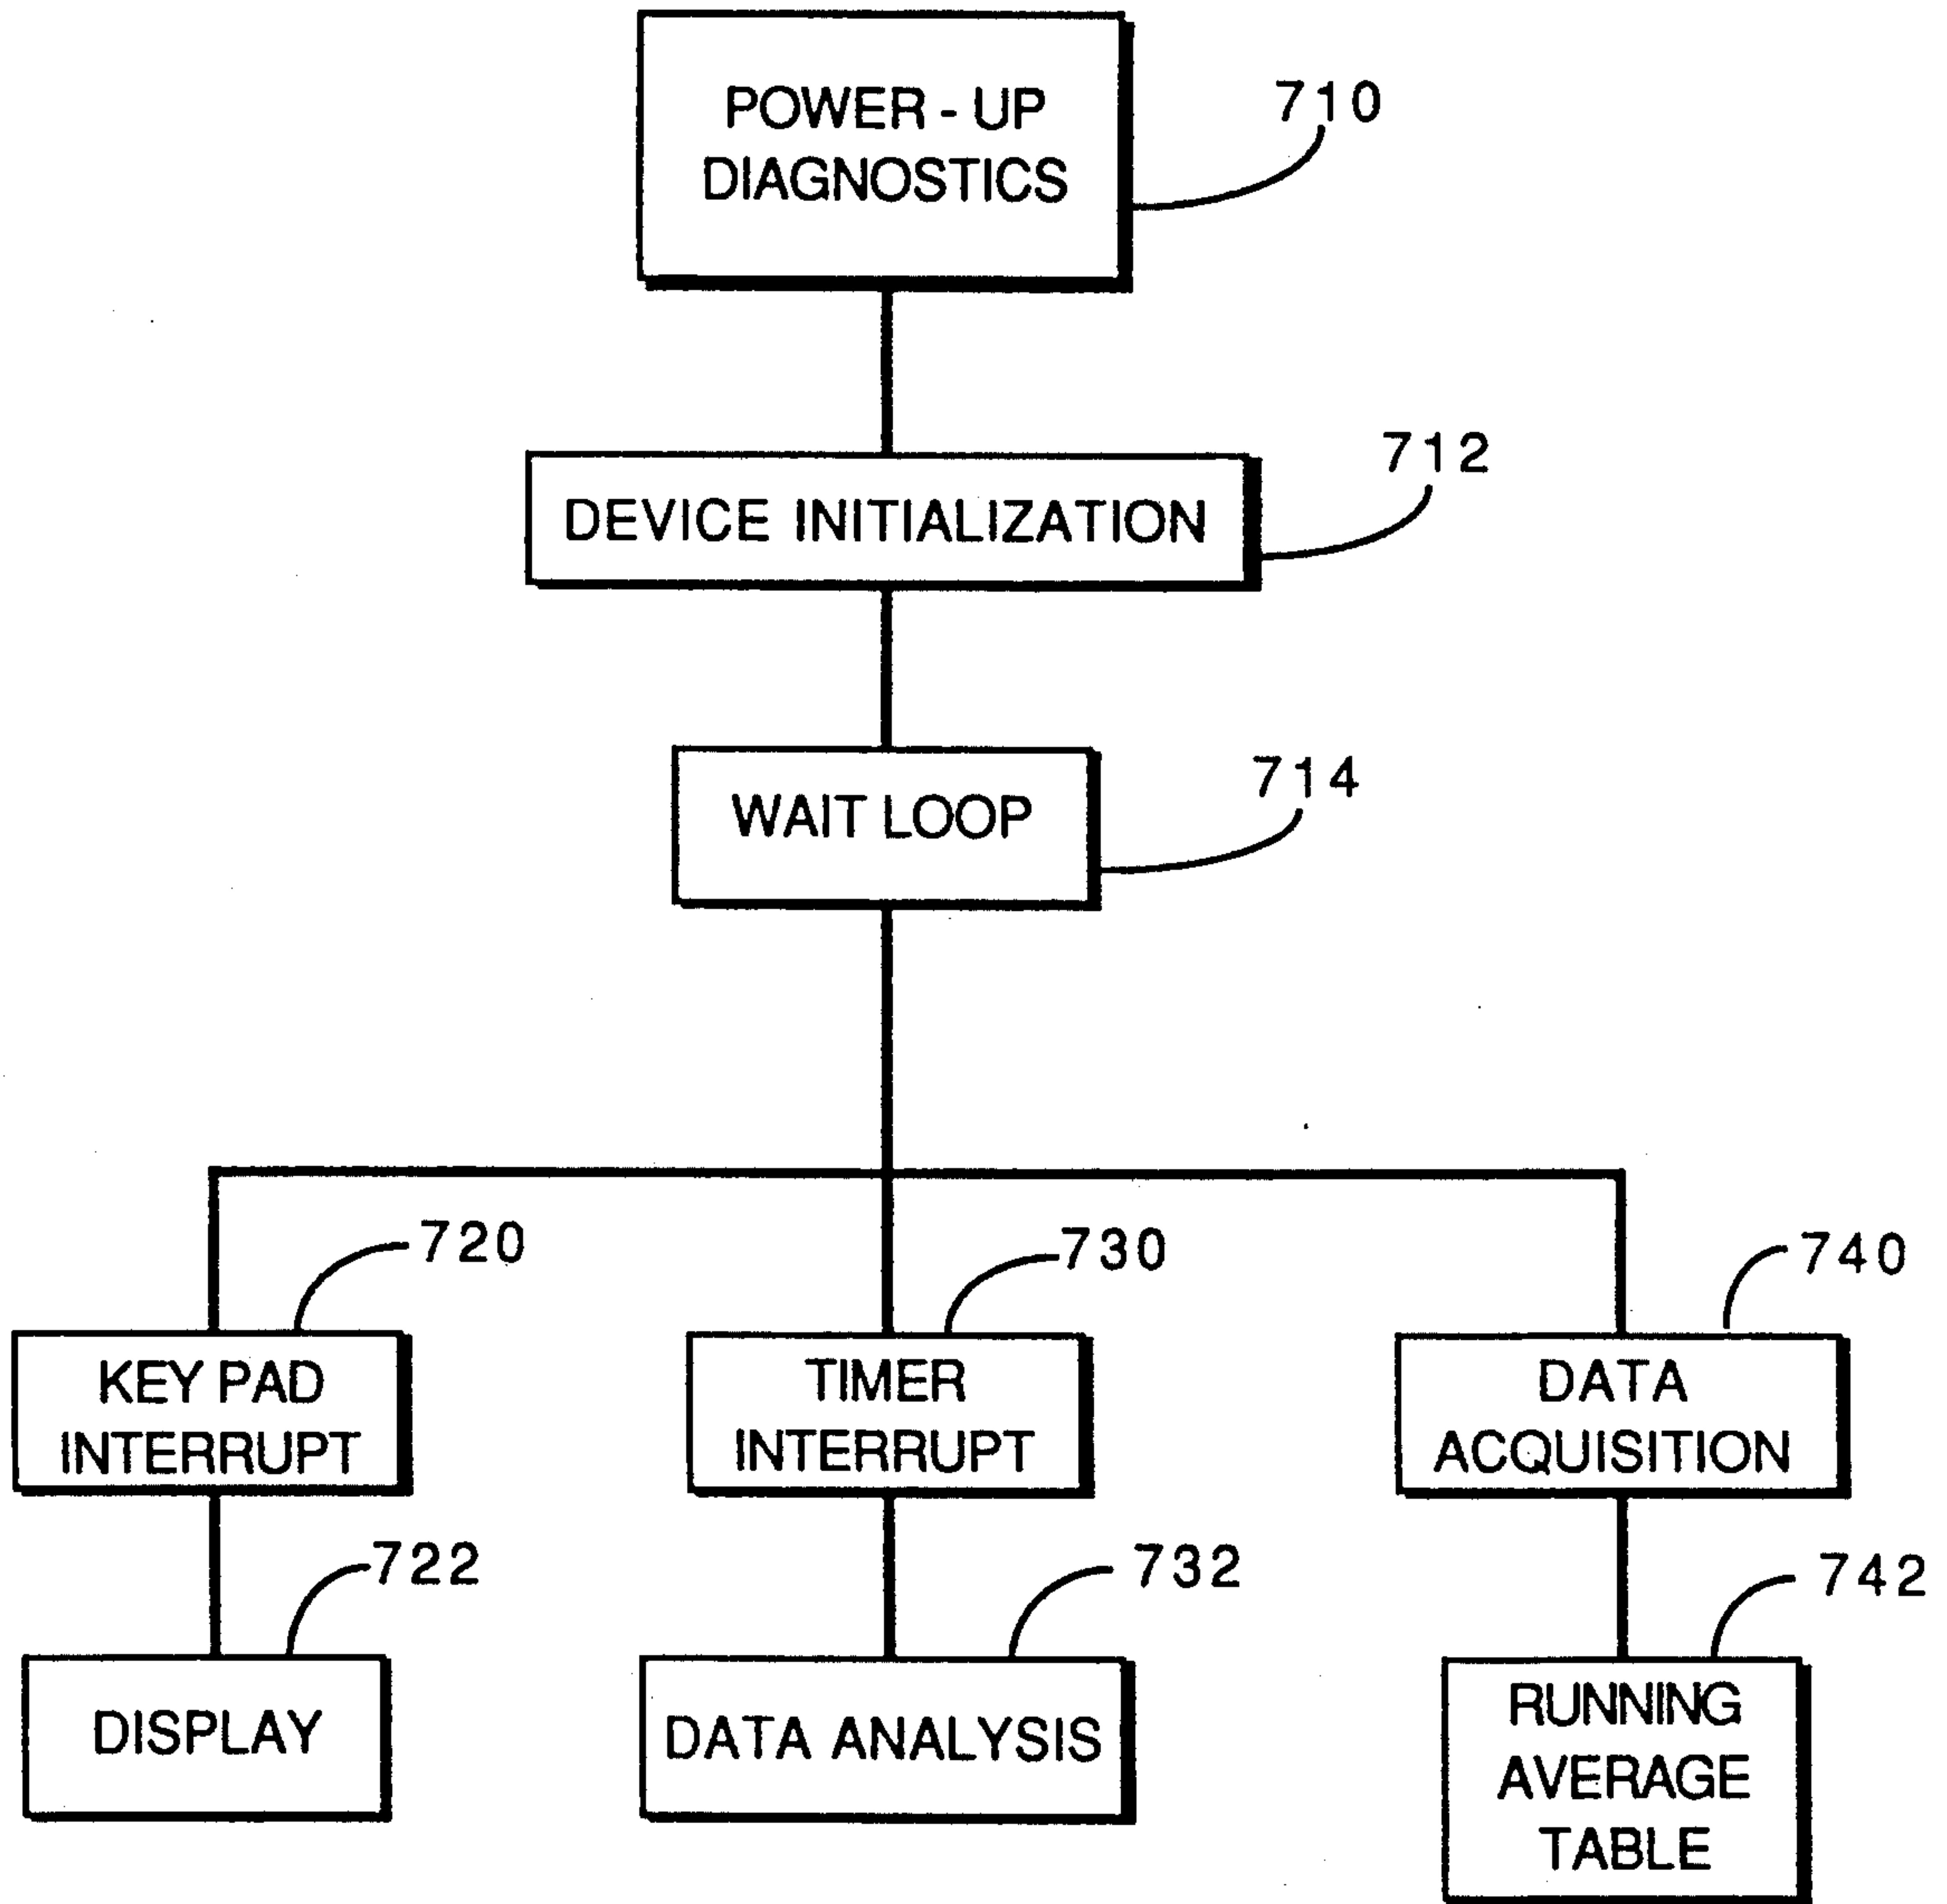 POWER - UP
DIAGNOSTICS
710
DEVICE INITIALIZATION
712
WAIT LOOP
714
720
730
740
KEY PAD
INTERRUPT
TIMER
INTERRUPT
DATA
ACQUISITION
722
732
742
DISPLAY
DATA ANALYSIS
RUNNING
AVERAGE
TABLE